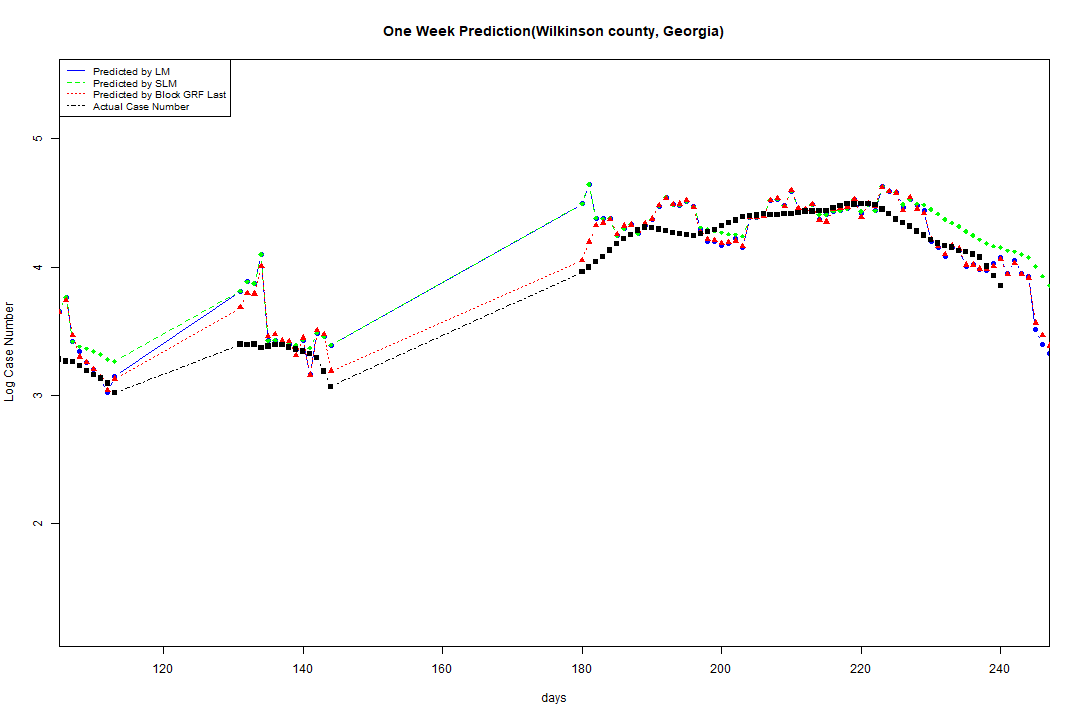 One Week Prediction(Wilkinson county, Georgia)
Predicted by LM
Predicted by SLM
Predicted by Block GRF Last
Actual Case Number
5
4
3
2
Log Case Number
120 140 160 180 200 220 240
days